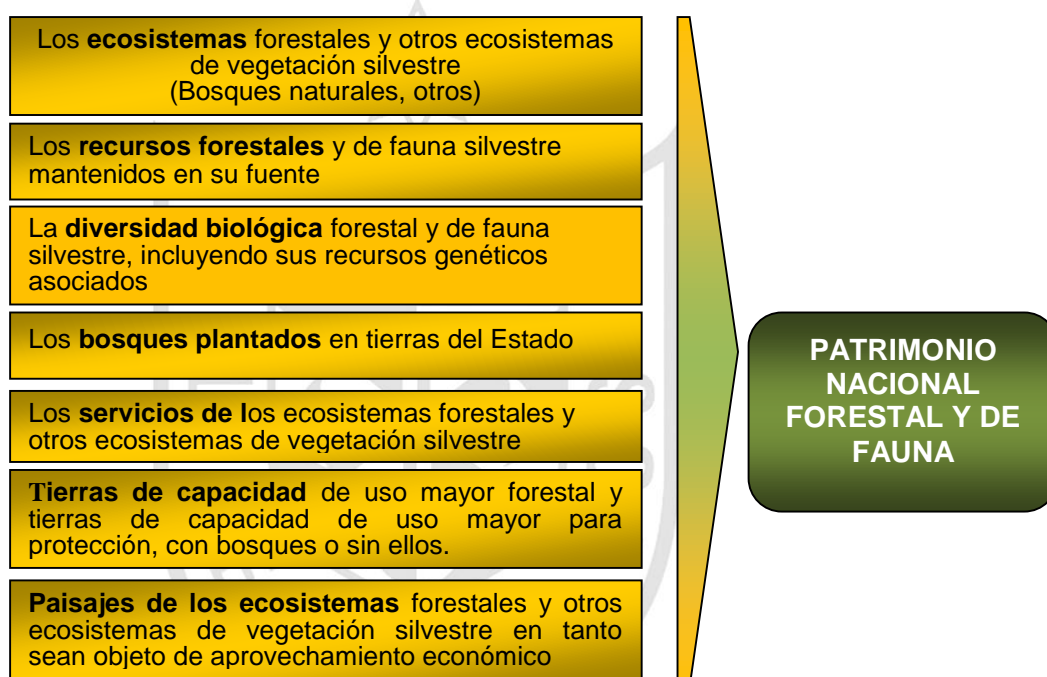 Los ecosistemas forestales y otros ecosistemas
de vegetación silvestre
(Bosques naturales, otros)
Los recursos forestales y de fauna silvestre
mantenidos en su fuente
La diversidad biológica forestal y de fauna
silvestre, incluyendo sus recursos genéticos
asociados
Los bosques plantados en tierras del Estado
Los servicios de los ecosistemas forestales y
otros ecosistemas de vegetación silvestre
Tierras de capacidad de uso mayor forestal y
tierras de capacidad de uso mayor para
protección, con bosques o sin ellos.
Paisajes de los ecosistemas forestales y otros
ecosistemas de vegetación silvestre en tanto
sean objeto de aprovechamiento económico
PATRIMONIO
NACIONAL
FORESTAL Y DE
FAUNA